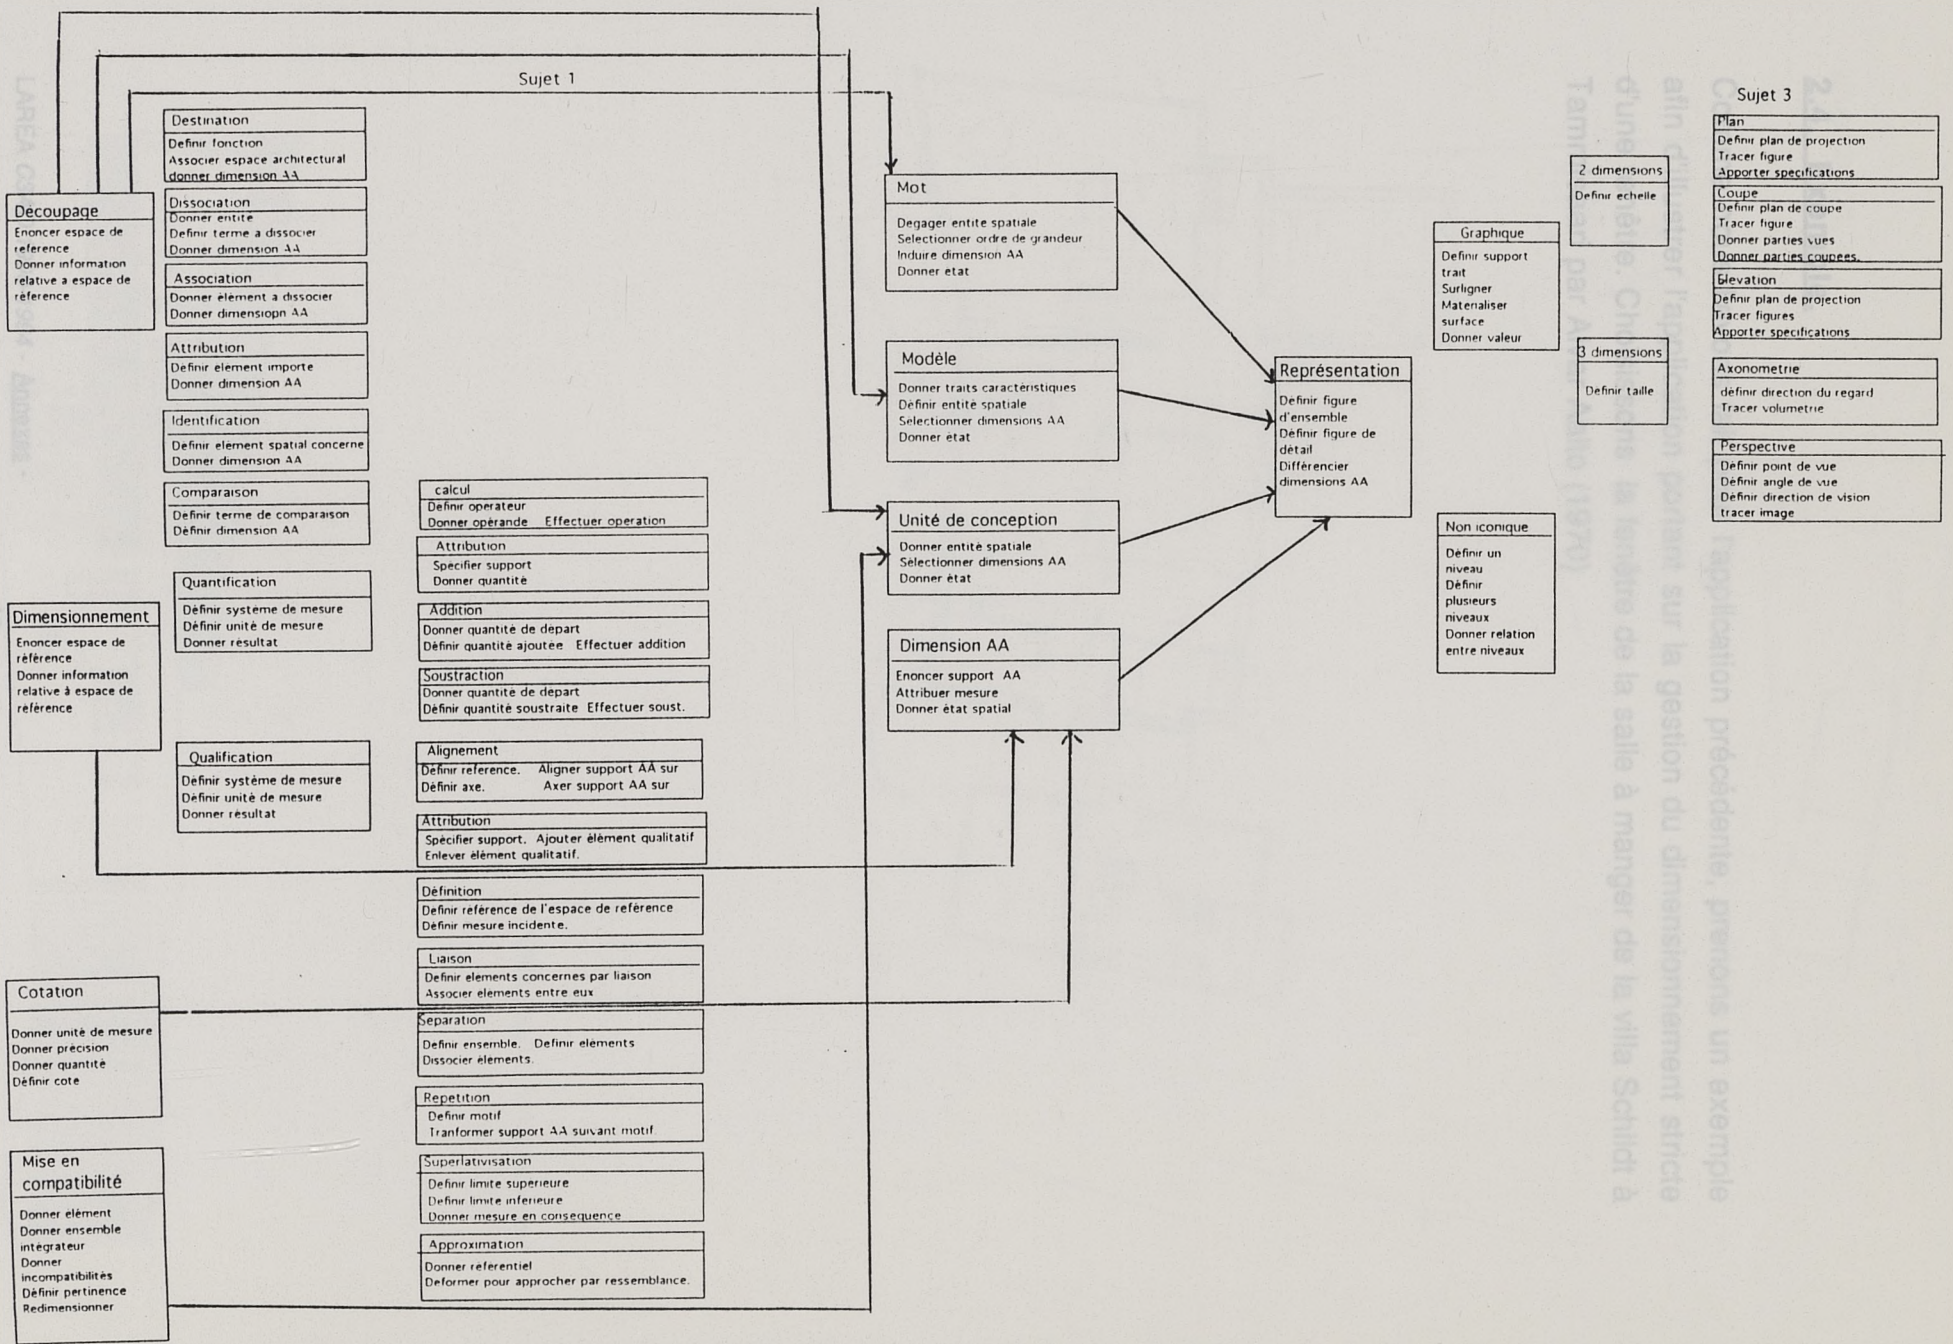 Sujet 1
Découpage
Enoncer espace de
reference
Donner information
relative a espace de
réference
Destination
Definir fonction
Associer espace architectural
donner dimension AA
Dissociation
Donner entité
Definir terme a dissocier
Donner dimension AA
Association
Donner élément a dissocier
Donner dimensiopn AA
Attribution
Définir element importe
Donner dimension AA
Identification
Définir element spatial concerne
Donner dimension AA
Comparaison
Définir terme de comparaison
Définir dimension AA
Dimensionnement
Enoncer espace de
référence
Donner information
relative à espace de
référence
Quantification
Définir système de mesure
Définir unité de mesure
Donner résultat
Qualification
Définir système de mesure
Définir unité de mesure
Donner résultat
Cotation
Donner unité de mesure
Donner précision
Donner quantité
Définir cote
Mise en
compatibilité
Donner élément
Donner ensemble
intégrateur
Donner
incompatibilités
Définir pertinence
Redimensionner
calcul
Definir operateur
Donner opérande Effectuer operation
Attribution
Spécifier support
Donner quantité
Addition
Donner quantité de départ
Définir quantité ajoutée Effectuer addition
Soustraction
Donner quantité de départ
Définir quantité soustraite Effectuer soust.
Alignement
Définir reference. Aligner support AA sur
Définir axe. Axer support AA sur
Attribution
Spécifier support. Ajouter élément qualitatif
Enlever élément qualitatif.
Définition
Definir référence de l'espace de reférence
Définir mesure incidente.
Liaison
Definir elements concernes par liaison
Associer elements entre eux
Separation
Definir ensemble. Definir elements
Dissocier élements.
Repetition
Definir motif
Tranformer support AA suivant motif.
Superlativisation
Definir limite superieure
Definir limite inferieure
Donner mesure en consequence
Approximation
Donner referentiel
Deformer pour approcher par ressemblance.
Mot
Degager entite spatiale
Selectionner ordre de grandeur
Induire dimension AA
Donner état
Modèle
Donner traits caractéristiques
Définir entité spatiale
Sélectionner dimensions AA
Donner état
Unité de conception
Donner entité spatiale
Sélectionner dimensions AA
Donner état
Dimension AA
Enoncer support AA
Attribuer mesure
Donner état spatial
Représentation
Définir figure
d'ensemble
Définir figure de
détail
Différencier
dimensions AA
Graphique
Definir support
trait
Surligner
Materialiser
surface
Donner valeur
Non iconique
Définir un
niveau
Définir
plusieurs
niveaux
Donner relation
entre niveaux
2 dimensions
Definir echelle
3 dimensions
Définir taille
Sujet 3
Plan
Definir plan de projection
Tracer figure
Apporter specifications
Coupe
Definir plan de coupe
Tracer figure
Donner parties vues
Donner parties coupees.
Elevation
Definir plan de projection
Tracer figures
Apporter specifications
Axonometrie
définir direction du regard
Tracer volumetrie
Perspective
Définir point de vue
Définir angle de vue
Définir direction de vision
tracer image